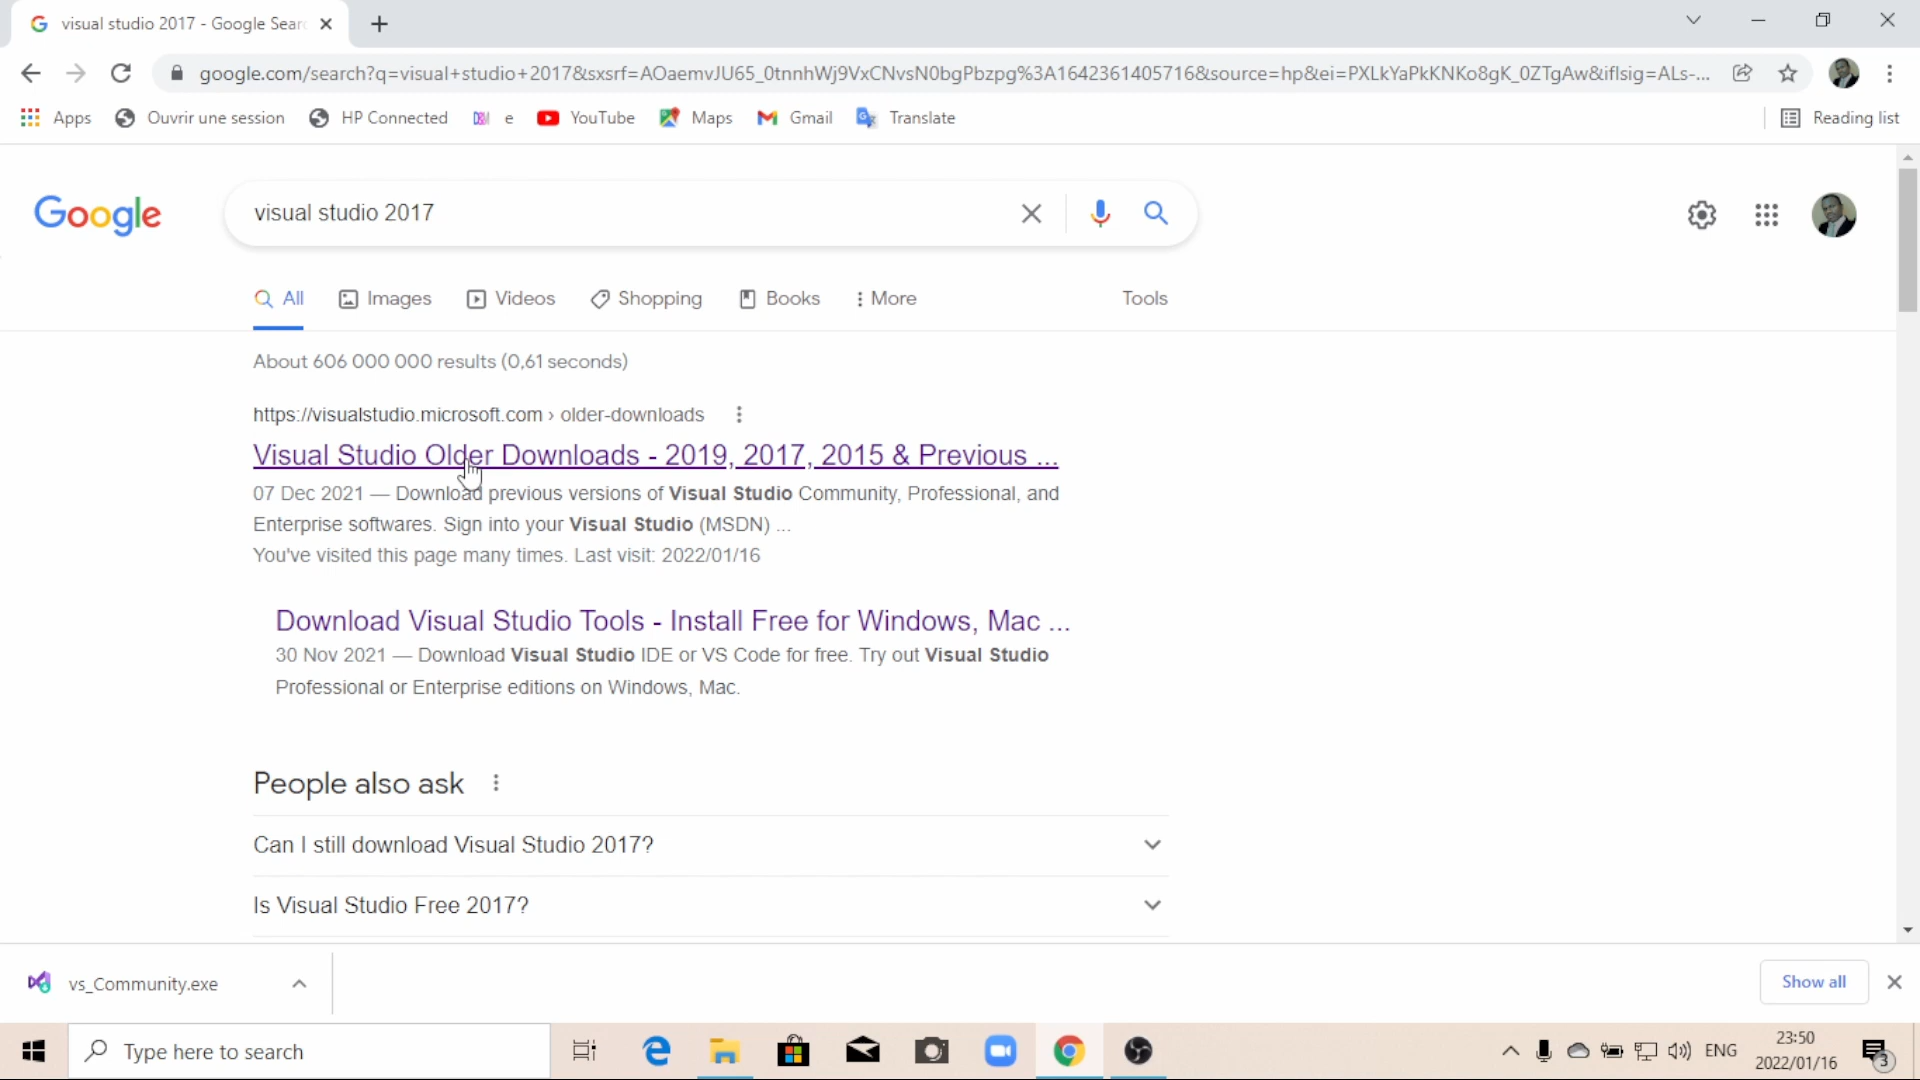 visual studio 2017 - Google Sear
google.com/search?q=visual+studio+2017&sxsrf=AOaemvJU65_0tnnhWj9VxCNvsN0bgPbzpg%3A1642361405716&source=hp&ei=PXLkYaPkKNKo8gK_0ZTgAw&iflsig=ALs-...
Apps Ouvrir une session HP Connected e YouTube Maps Gmail Translate Reading list
Google visual studio 2017
All Images Videos Shopping Books More Tools
About 606 000 000 results (0,61 seconds)
https://visualstudio.microsoft.com › older-downloads
Visual Studio Older Downloads - 2019, 2017, 2015 & Previous ...
07 Dec 2021 — Download previous versions of Visual Studio Community, Professional, and
Enterprise softwares. Sign into your Visual Studio (MSDN) ...
You've visited this page many times. Last visit: 2022/01/16
Download Visual Studio Tools - Install Free for Windows, Mac ...
30 Nov 2021 — Download Visual Studio IDE or VS Code for free. Try out Visual Studio
Professional or Enterprise editions on Windows, Mac.
People also ask
Can I still download Visual Studio 2017?
Is Visual Studio Free 2017?
vs_Community.exe Show all
Type here to search ENG 23:50
2022/01/16 3